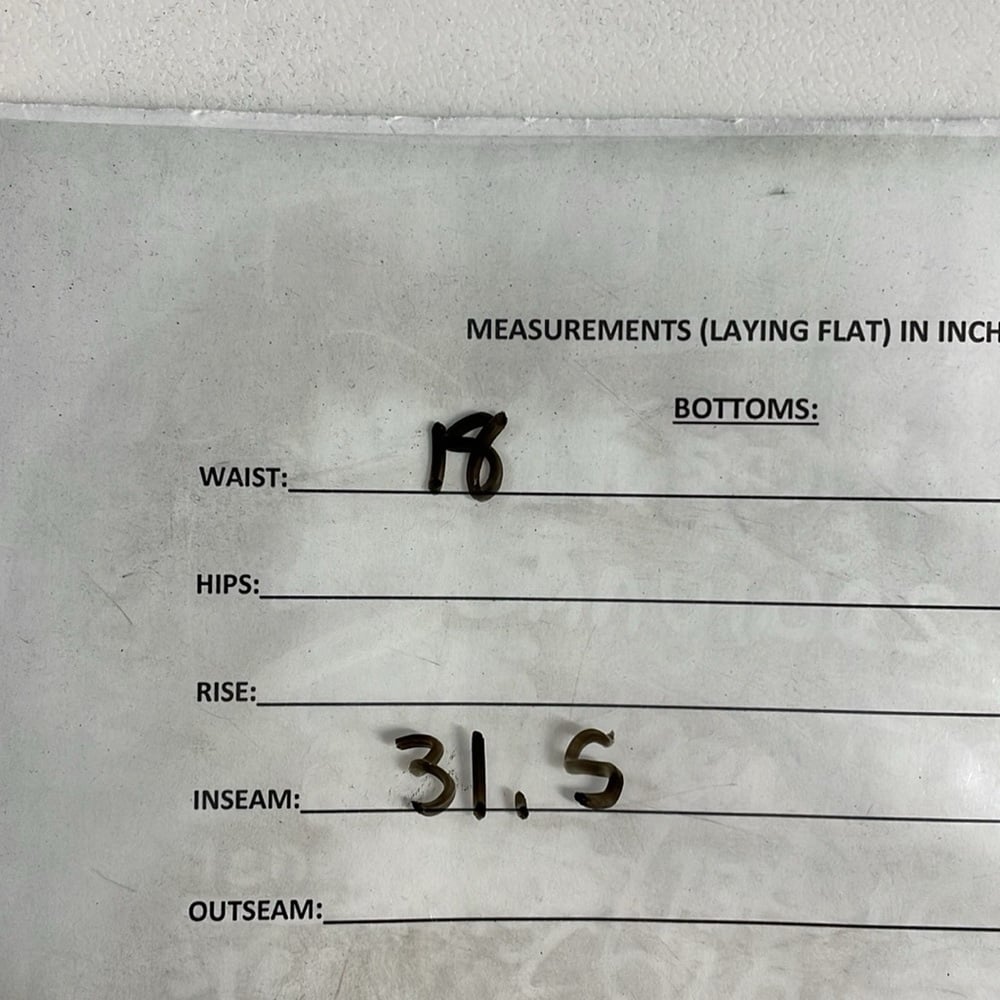 MEASUREMENTS (LAYING FLAT) IN INCH
BOTTOMS:
WAIST: 18
HIPS:
RISE:
INSEAM: 31.5
OUTSEAM: